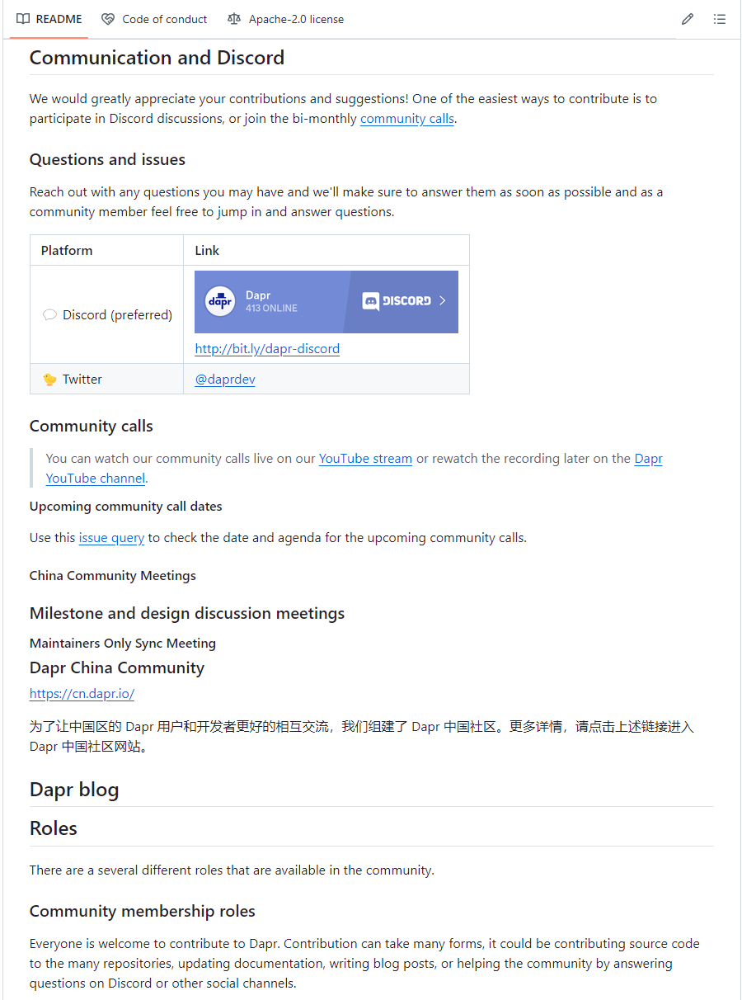 README Code of conduct Apache-2.0 license
Communication and Discord
We would greatly appreciate your contributions and suggestions! One of the easiest ways to contribute is to
participate in Discord discussions, or join the bi-monthly community calls.
Questions and issues
Reach out with any questions you may have and we'll make sure to answer them as soon as possible and as a
community member feel free to jump in and answer questions.
Platform Link
Discord (preferred)
dapr Dapr
413 ONLINE
DISCORD
http://bit.ly/dapr-discord
Twitter @daprdev
Community calls
You can watch our community calls live on our YouTube stream or rewatch the recording later on the Dapr
YouTube channel.
Upcoming community call dates
Use this issue query to check the date and agenda for the upcoming community calls.
China Community Meetings
Milestone and design discussion meetings
Maintainers Only Sync Meeting
Dapr China Community
https://cn.dapr.io/
为了让中国区的 Dapr 用户和开发者更好的相互交流，我们组建了 Dapr 中国社区。更多详情，请点击上述链接进入
Dapr 中国社区网站。
Dapr blog
Roles
There are a several different roles that are available in the community.
Community membership roles
Everyone is welcome to contribute to Dapr. Contribution can take many forms, it could be contributing source code
to the many repositories, updating documentation, writing blog posts, or helping the community by answering
questions on Discord or other social channels.